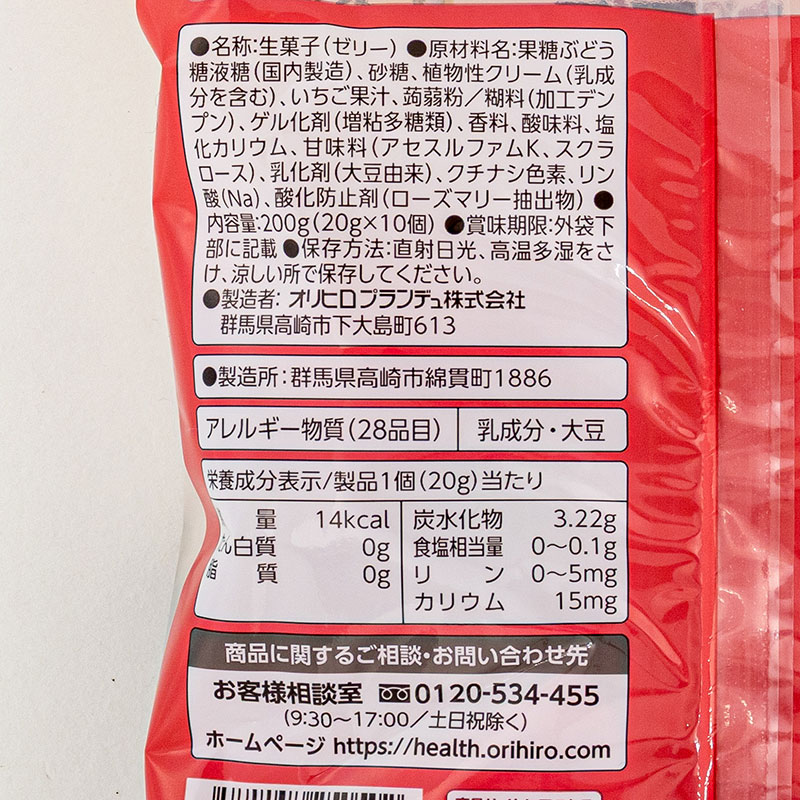 ●名称:生菓子(ゼリー) ●原材料名:果糖ぶどう
糖液糖(国内製造)、砂糖、植物性クリーム(乳成
分を含む)、いちご果汁、蒟蒻粉/糊料(加工デン
プン)、ゲル化剤(増粘多糖類)、香料、酸味料、塩
化カリウム、甘味料(アセスルファムK、スクラ
ロース)、乳化剤(大豆由来)、クチナシ色素、リン
酸(Na)、酸化防止剤(ローズマリー抽出物) ●
内容量:200g(20g×10個) ●賞味期限:外袋下
部に記載 ●保存方法:直射日光、高温多湿をさ
け、涼しい所で保存してください。
●製造者:オリヒロプランデュ株式会社
群馬県高崎市下大島町613
●製造所:群馬県高崎市綿貫町1886
アレルギー物質(28品目) 乳成分・大豆
栄養成分表示/製品1個(20g)当たり
量 14kcal 炭水化物 3.22g
白質 0g 食塩相当量 0~0.1g
脂質 0g リン 0~5mg
カリウム 15mg
商品に関するご相談・お問い合わせ先
お客様相談室 0120-534-455
(9:30~17:00/土日祝除く)
ホームページ https://health.orihiro.com